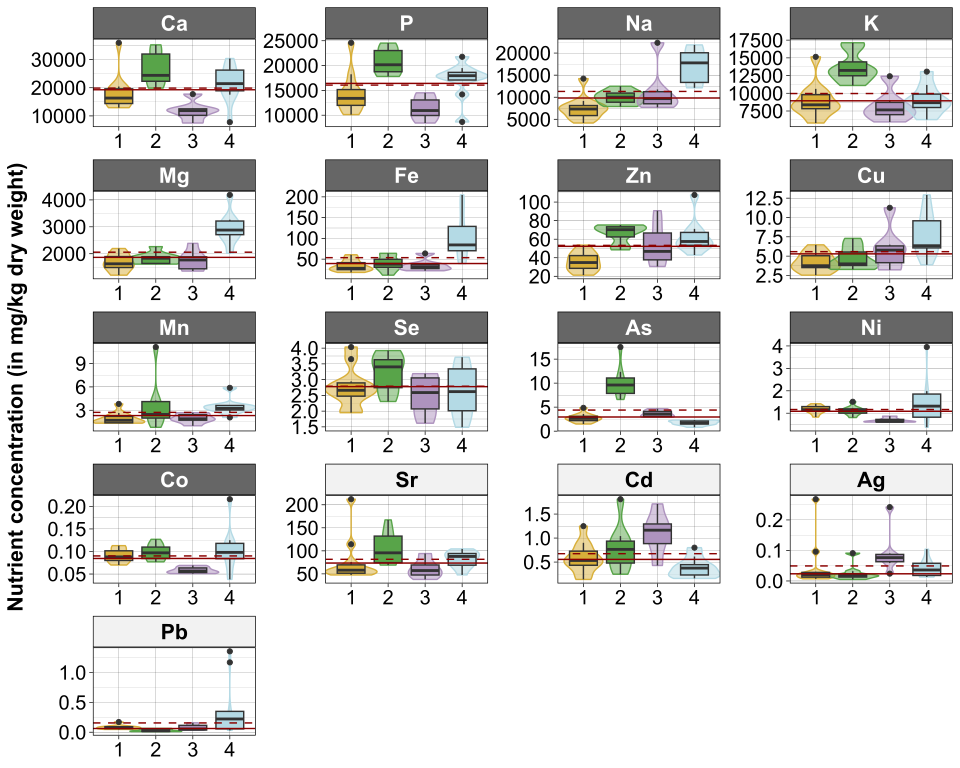 Nutrient concentration (in mg/kg dry weight)
Ca
30000
20000
10000
1 2 3 4
P
25000
20000
15000
10000
1 2 3 4
Na
20000
15000
10000
5000
1 2 3 4
K
17500
15000
12500
10000
7500
1 2 3 4
Mg
4000
3000
2000
1 2 3 4
Fe
200
150
100
50
1 2 3 4
Zn
100
80
60
40
20
1 2 3 4
Cu
12.5
10.0
7.5
5.0
2.5
1 2 3 4
Mn
9
6
3
1 2 3 4
Se
4.0
3.5
3.0
2.5
2.0
1.5
1 2 3 4
As
15
10
5
0
1 2 3 4
Ni
4
3
2
1
1 2 3 4
Co
0.20
0.15
0.10
0.05
1 2 3 4
Sr
200
150
100
50
1 2 3 4
Cd
1.5
1.0
0.5
1 2 3 4
Ag
0.2
0.1
0.0
1 2 3 4
Pb
1.0
0.5
0.0
1 2 3 4